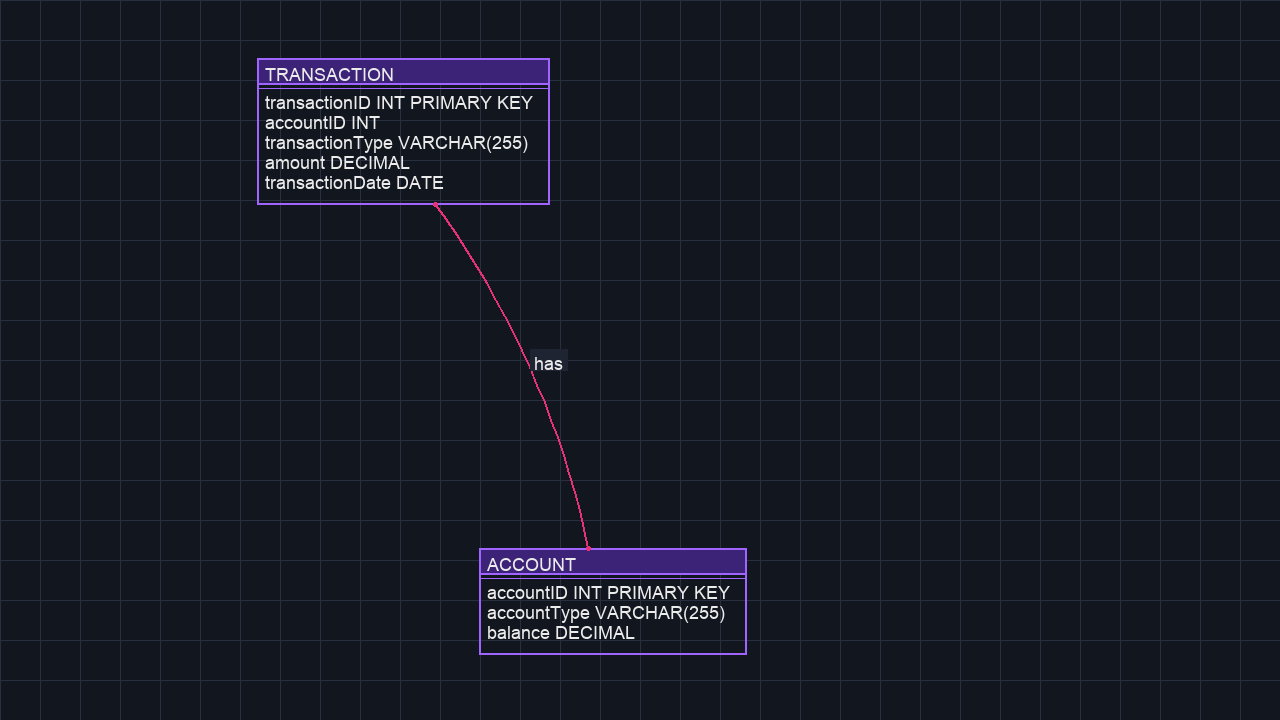 TRANSACTION
transactionID INT PRIMARY KEY
accountID INT
transactionType VARCHAR(255)
amount DECIMAL
transactionDate DATE
has
ACCOUNT
accountID INT PRIMARY KEY
accountType VARCHAR(255)
balance DECIMAL